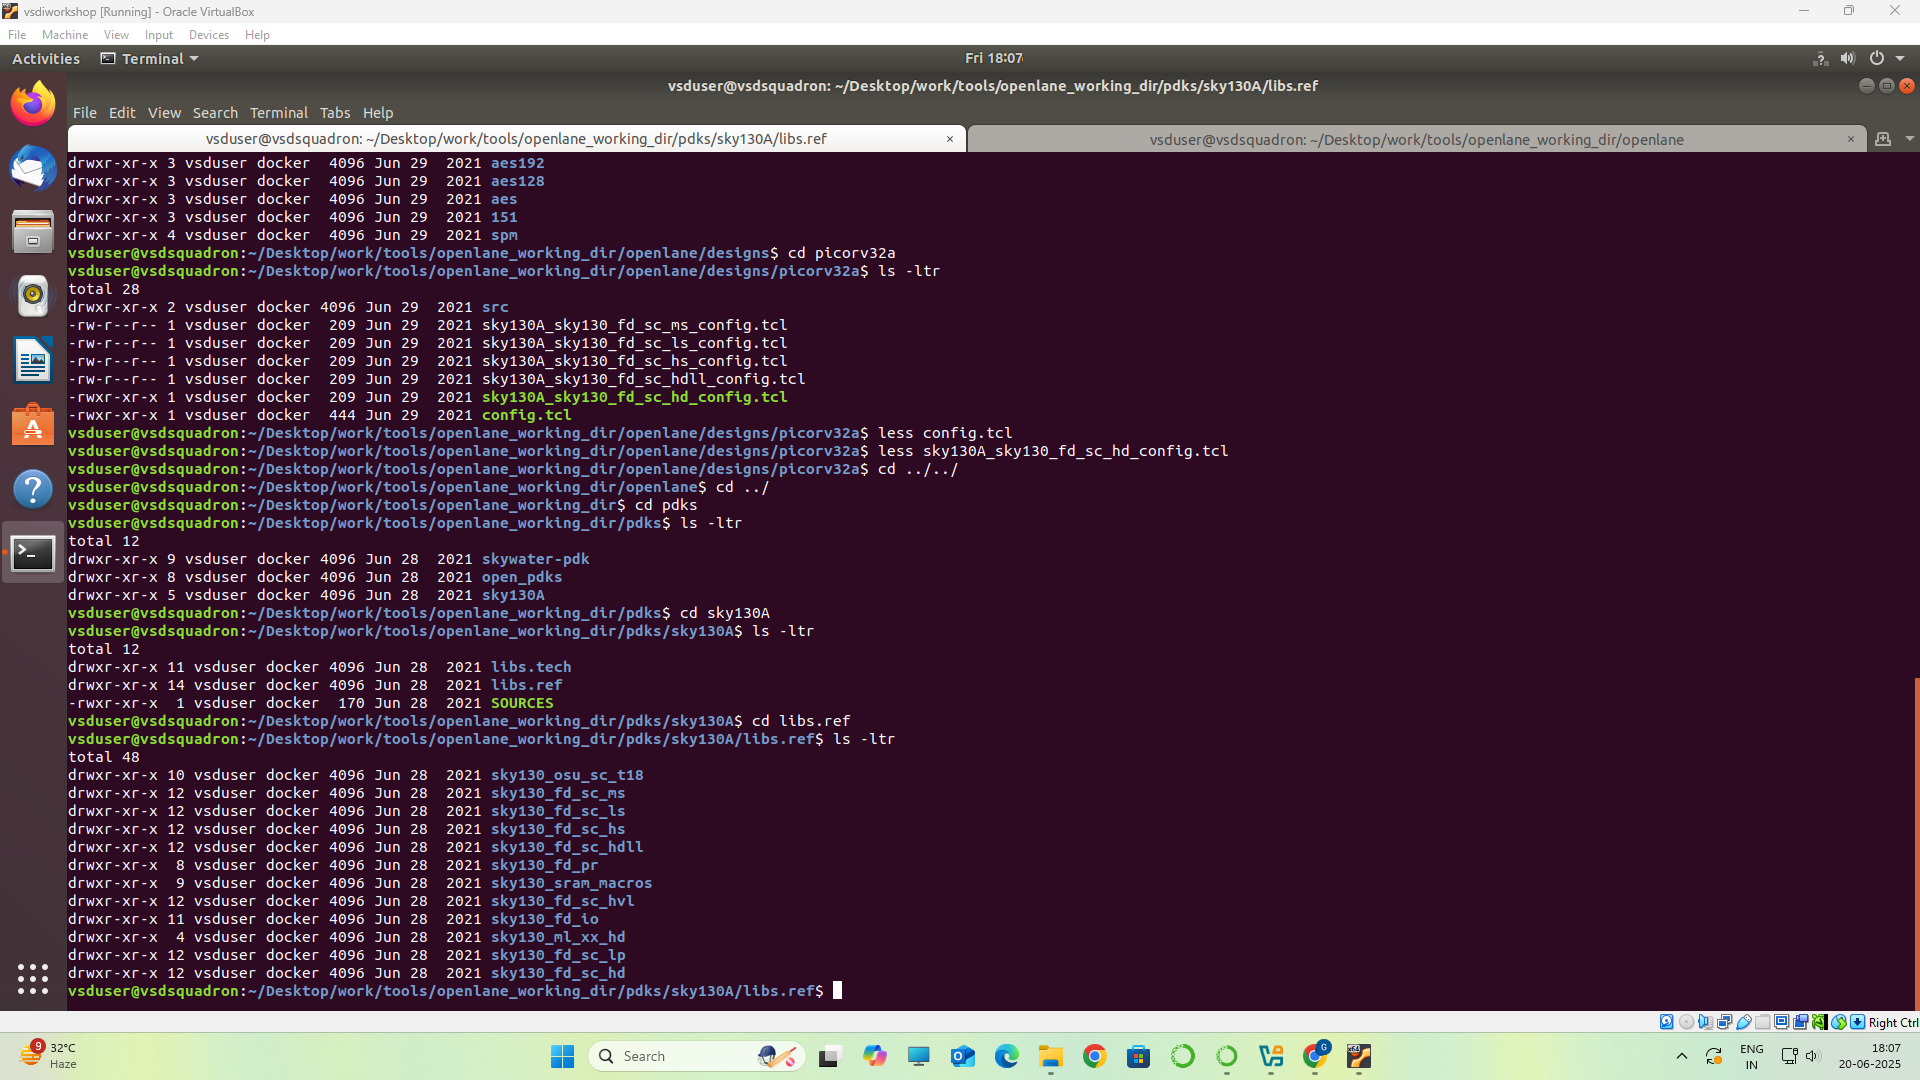 vsdiworkshop [Running] - Oracle VirtualBox
File Machine View Input Devices Help
Activities Terminal Fri 18:07
vsduser@vsdsquadron: ~/Desktop/work/tools/openlane_working_dir/pdks/sky130A/libs.ref
File Edit View Search Terminal Tabs Help
vsduser@vsdsquadron: ~/Desktop/work/tools/openlane_working_dir/pdks/sky130A/libs.ref × vsduser@vsdsquadron: ~/Desktop/work/tools/openlane_working_dir/openlane ×
drwxr-xr-x 3 vsduser docker  4096 Jun 29  2021 aes192
drwxr-xr-x 3 vsduser docker  4096 Jun 29  2021 aes128
drwxr-xr-x 3 vsduser docker  4096 Jun 29  2021 aes
drwxr-xr-x 3 vsduser docker  4096 Jun 29  2021 151
drwxr-xr-x 4 vsduser docker  4096 Jun 29  2021 spm
vsduser@vsdsquadron:~/Desktop/work/tools/openlane_working_dir/openlane/designs$ cd picorv32a
vsduser@vsdsquadron:~/Desktop/work/tools/openlane_working_dir/openlane/designs/picorv32a$ ls -ltr
total 28
drwxr-xr-x 2 vsduser docker 4096 Jun 29  2021 src
-rw-r--r-- 1 vsduser docker  209 Jun 29  2021 sky130A_sky130_fd_sc_ms_config.tcl
-rw-r--r-- 1 vsduser docker  209 Jun 29  2021 sky130A_sky130_fd_sc_ls_config.tcl
-rw-r--r-- 1 vsduser docker  209 Jun 29  2021 sky130A_sky130_fd_sc_hs_config.tcl
-rw-r--r-- 1 vsduser docker  209 Jun 29  2021 sky130A_sky130_fd_sc_hdll_config.tcl
-rwxr-xr-x 1 vsduser docker  209 Jun 29  2021 sky130A_sky130_fd_sc_hd_config.tcl
-rwxr-xr-x 1 vsduser docker  444 Jun 29  2021 config.tcl
vsduser@vsdsquadron:~/Desktop/work/tools/openlane_working_dir/openlane/designs/picorv32a$ less config.tcl
vsduser@vsdsquadron:~/Desktop/work/tools/openlane_working_dir/openlane/designs/picorv32a$ less sky130A_sky130_fd_sc_hd_config.tcl
vsduser@vsdsquadron:~/Desktop/work/tools/openlane_working_dir/openlane/designs/picorv32a$ cd ../../
vsduser@vsdsquadron:~/Desktop/work/tools/openlane_working_dir/openlane$ cd ../
vsduser@vsdsquadron:~/Desktop/work/tools/openlane_working_dir$ cd pdks
vsduser@vsdsquadron:~/Desktop/work/tools/openlane_working_dir/pdks$ ls -ltr
total 12
drwxr-xr-x 9 vsduser docker 4096 Jun 28  2021 skywater-pdk
drwxr-xr-x 8 vsduser docker 4096 Jun 28  2021 open_pdks
drwxr-xr-x 5 vsduser docker 4096 Jun 28  2021 sky130A
vsduser@vsdsquadron:~/Desktop/work/tools/openlane_working_dir/pdks$ cd sky130A
vsduser@vsdsquadron:~/Desktop/work/tools/openlane_working_dir/pdks/sky130A$ ls -ltr
total 12
drwxr-xr-x 11 vsduser docker 4096 Jun 28  2021 libs.tech
drwxr-xr-x 14 vsduser docker 4096 Jun 28  2021 libs.ref
-rwxr-xr-x  1 vsduser docker  170 Jun 28  2021 SOURCES
vsduser@vsdsquadron:~/Desktop/work/tools/openlane_working_dir/pdks/sky130A$ cd libs.ref
vsduser@vsdsquadron:~/Desktop/work/tools/openlane_working_dir/pdks/sky130A/libs.ref$ ls -ltr
total 48
drwxr-xr-x 10 vsduser docker 4096 Jun 28  2021 sky130_osu_sc_t18
drwxr-xr-x 12 vsduser docker 4096 Jun 28  2021 sky130_fd_sc_ms
drwxr-xr-x 12 vsduser docker 4096 Jun 28  2021 sky130_fd_sc_ls
drwxr-xr-x 12 vsduser docker 4096 Jun 28  2021 sky130_fd_sc_hs
drwxr-xr-x 12 vsduser docker 4096 Jun 28  2021 sky130_fd_sc_hdll
drwxr-xr-x  8 vsduser docker 4096 Jun 28  2021 sky130_fd_pr
drwxr-xr-x  9 vsduser docker 4096 Jun 28  2021 sky130_sram_macros
drwxr-xr-x 12 vsduser docker 4096 Jun 28  2021 sky130_fd_sc_hvl
drwxr-xr-x 11 vsduser docker 4096 Jun 28  2021 sky130_fd_io
drwxr-xr-x  4 vsduser docker 4096 Jun 28  2021 sky130_ml_xx_hd
drwxr-xr-x 12 vsduser docker 4096 Jun 28  2021 sky130_fd_sc_lp
drwxr-xr-x 12 vsduser docker 4096 Jun 28  2021 sky130_fd_sc_hd
vsduser@vsdsquadron:~/Desktop/work/tools/openlane_working_dir/pdks/sky130A/libs.ref$
Right Ctrl
9 32°C Search ENG 18:07
Haze IN 20-06-2025